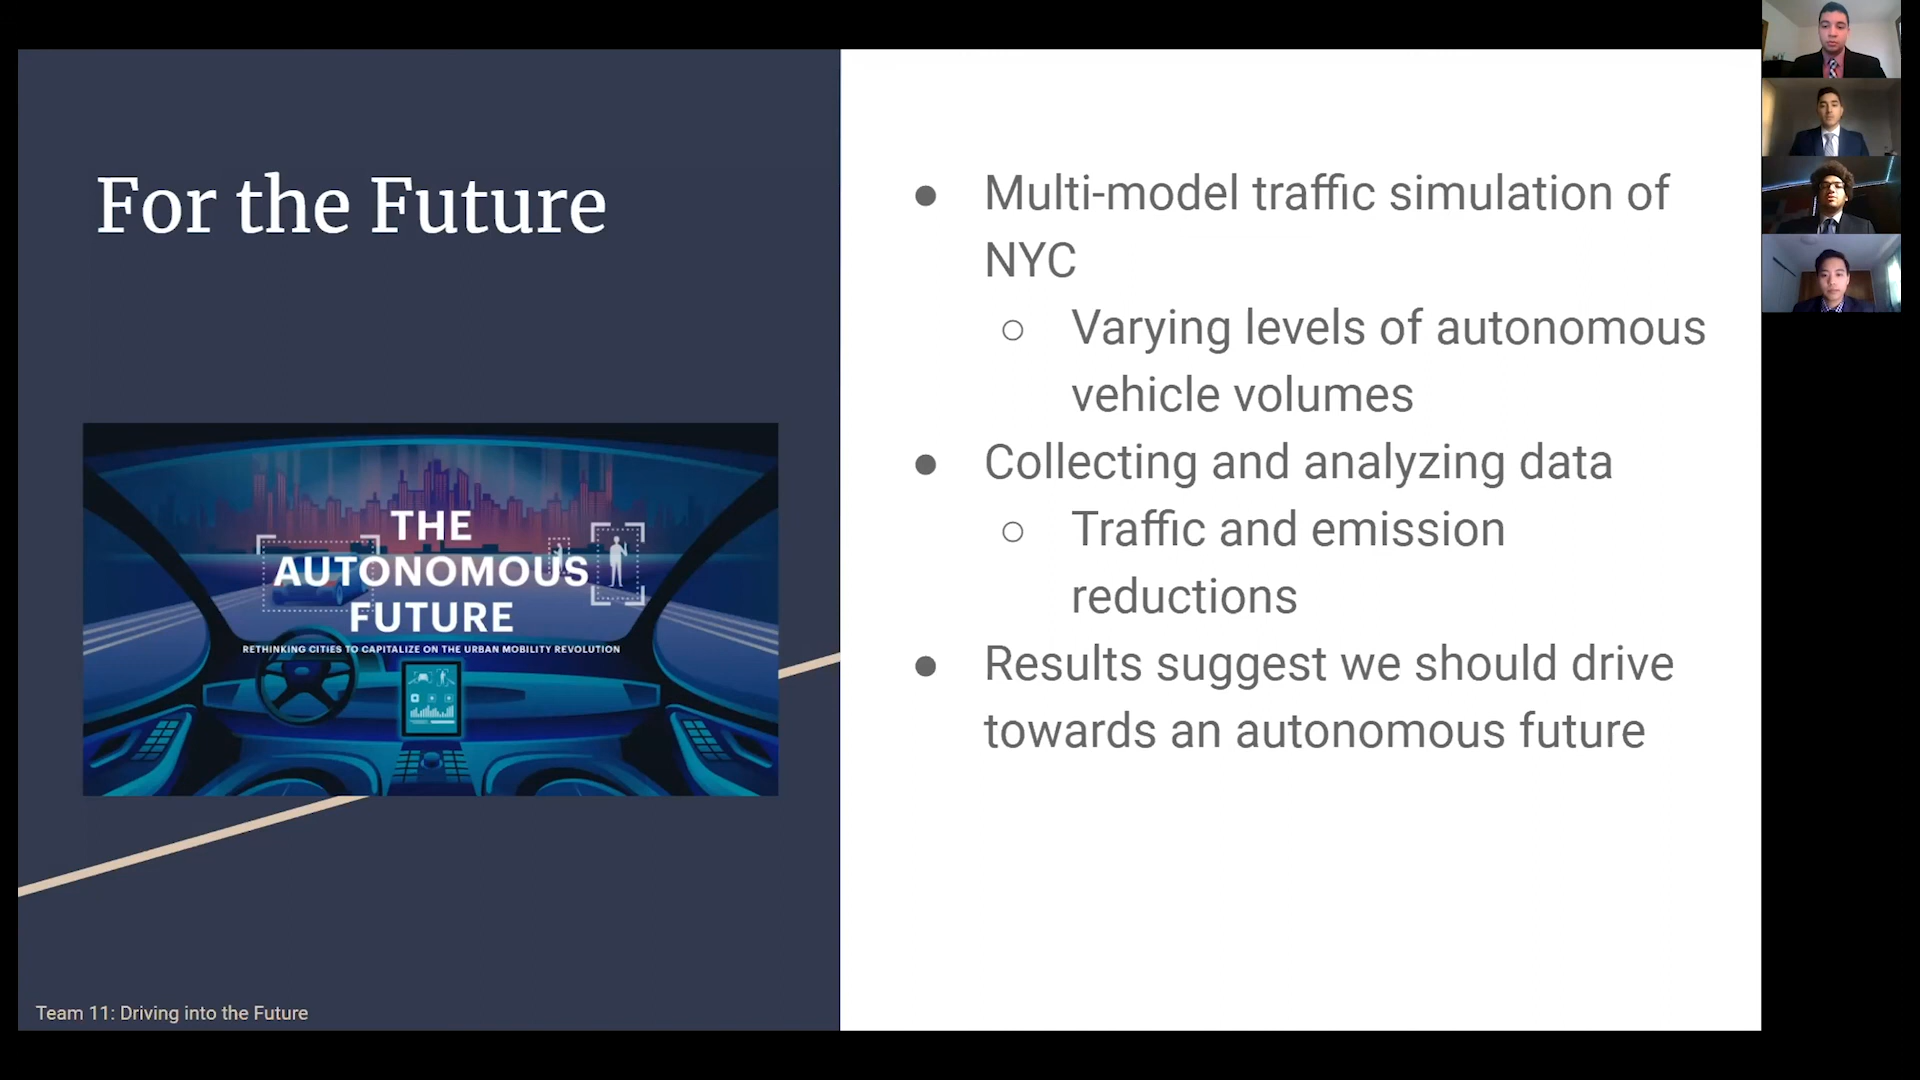 For the Future
THE
AUTONOMOUS
FUTURE
RETHINKING CITIES TO CAPITALIZE ON THE URBAN MOBILITY REVOLUTION
Team 11: Driving into the Future
● Multi-model traffic simulation of
NYC
○ Varying levels of autonomous
vehicle volumes
● Collecting and analyzing data
○ Traffic and emission
reductions
● Results suggest we should drive
towards an autonomous future